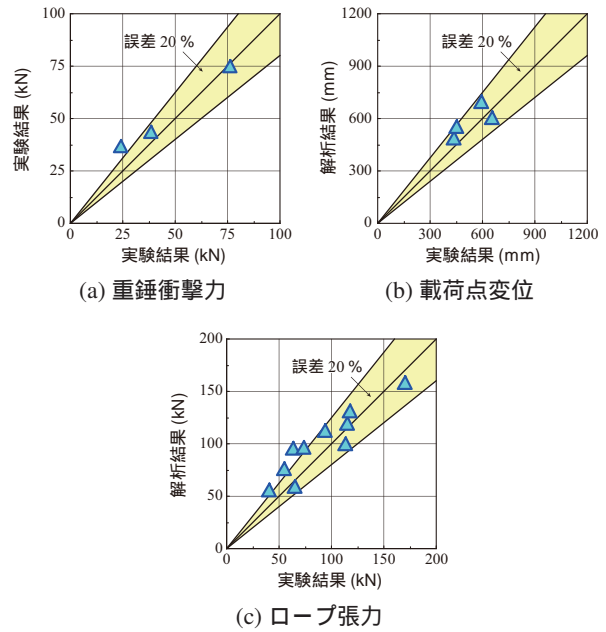 100
75
50
25
0
実験結果 (kN)
誤差 20 %
0 25 50 75 100
実験結果 (kN)
(a) 重錘衝撃力
1200
900
600
300
0
解析結果 (mm)
誤差 20 %
0 300 600 900 1200
実験結果 (mm)
(b) 載荷点変位
200
150
100
50
0
解析結果 (kN)
誤差 20 %
0 50 100 150 200
実験結果 (kN)
(c) ロープ張力